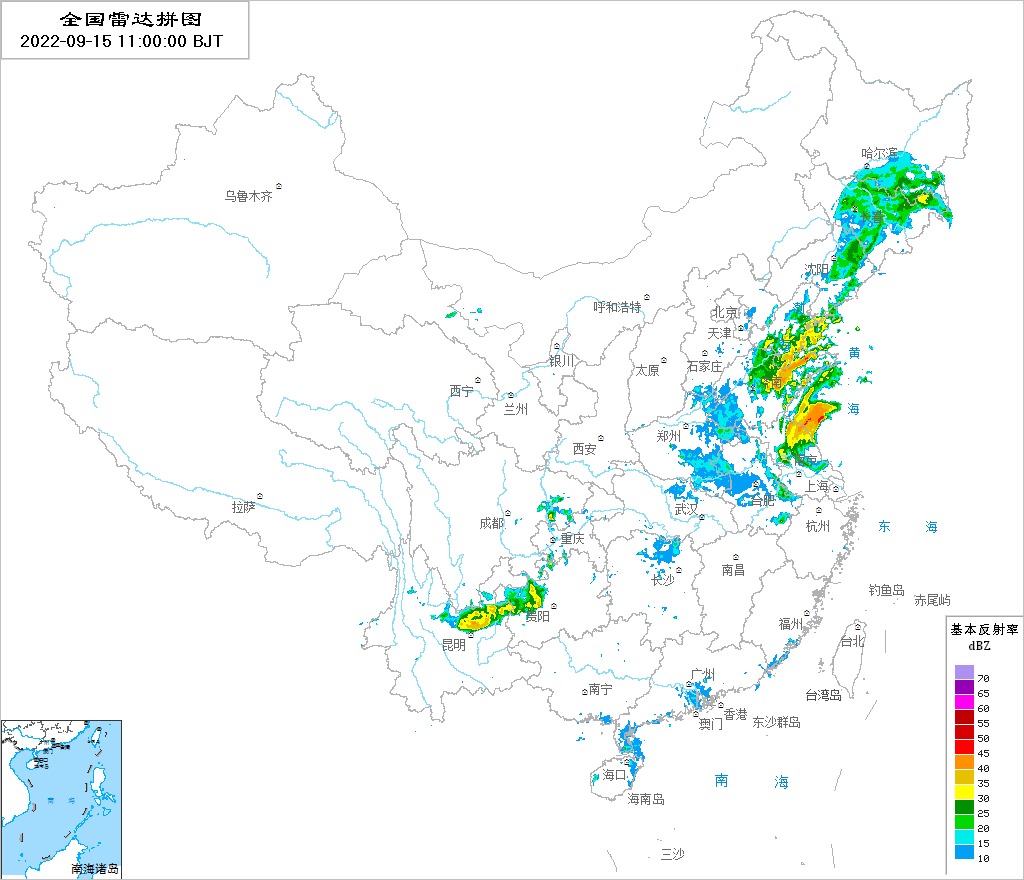 全国雷达拼图
2022-09-15 11:00:00 BJT
哈尔滨
乌鲁木齐
沈阳
呼和浩特
北京
天津
渤
黄
银川
太原
石家庄
西宁
南
兰州
海
郑州
西安
拉萨
成都
合肥
上海
武汉
杭州
东 海
重庆
南昌
长沙
钓鱼岛
赤尾屿
贵阳
福州
台北
昆明
广州
南宁
台湾岛
香港
澳门
东沙群岛
海口
南 海
海南岛
三沙
基本反射率
dBZ
70
65
60
55
50
45
40
35
30
25
20
15
10
南 海
南海诸岛